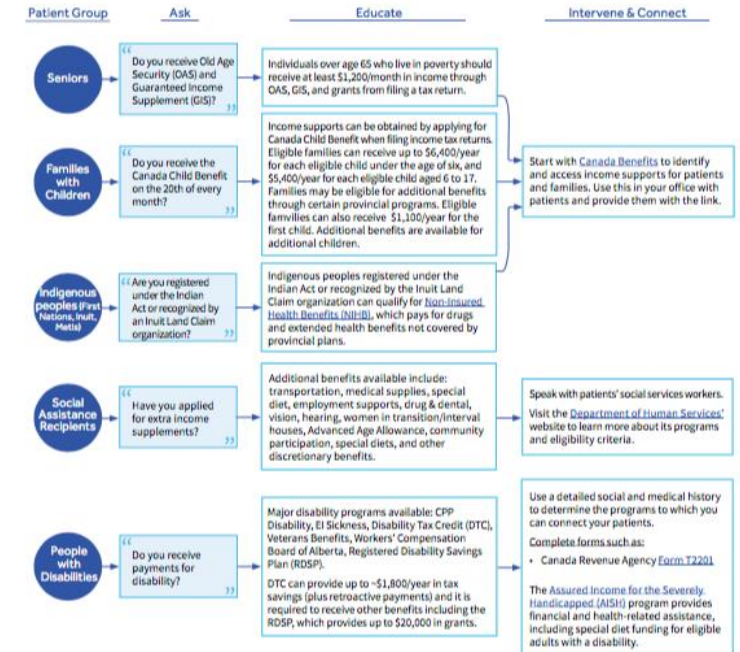 Patient Group
Ask
Educate
Intervene & Connect
Seniors
“
Do you receive Old Age
Security (OAS) and
Guaranteed Income
Supplement (GIS)?
”
Individuals over age 65 who live in poverty should
receive at least $1,200/month in income through
OAS, GIS, and grants from filing a tax return.
Families
with
Children
“
Do you receive the
Canada Child Benefit
on the 20th of every
month?
”
Income supports can be obtained by applying for
Canada Child Benefit when filing income tax returns.
Eligible families can receive up to $6,400/year
for each eligible child under the age of six, and
$5,400/year for each eligible child aged 6 to 17.
Families may be eligible for additional benefits
through certain provincial programs. Eligible
famvilies can also receive $1,100/year for the
first child. Additional benefits are available for
additional children.
Start with Canada Benefits to identify
and access income supports for patients
and families. Use this in your office with
patients and provide them with the link.
Indigenous
peoples (First
Nations, Inuit,
Metis)
“ Are you registered
under the Indian
Act or recognized by
an Inuit Land Claim
organization? ”
Indigenous peoples registered under the
Indian Act or recognized by the Inuit Land
Claim organization can qualify for Non-Insured
Health Benefits (NIHB), which pays for drugs
and extended health benefits not covered by
provincial plans.
Social
Assistance
Recipients
“
Have you applied
for extra income
supplements?
”
Additional benefits available include:
transportation, medical supplies, special
diet, employment supports, drug & dental,
vision, hearing, women in transition/interval
houses, Advanced Age Allowance, community
participation, special diets, and other
discretionary benefits.
Speak with patients' social services workers.
Visit the Department of Human Services'
website to learn more about its programs
and eligibility criteria.
People
with
Disabilities
“
Do you receive
payments for
disability?
”
Major disability programs available: CPP
Disability, EI Sickness, Disability Tax Credit (DTC),
Veterans Benefits, Workers' Compensation
Board of Alberta, Registered Disability Savings
Plan (RDSP).
DTC can provide up to ~$1,800/year in tax
savings (plus retroactive payments) and it is
required to receive other benefits including the
RDSP, which provides up to $20,000 in grants.
Use a detailed social and medical history
to determine the programs to which you
can connect your patients.
Complete forms such as:
• Canada Revenue Agency Form T2201
The Assured Income for the Severely
Handicapped (AISH) program provides
financial and health-related assistance,
including special diet funding for eligible
adults with a disability.